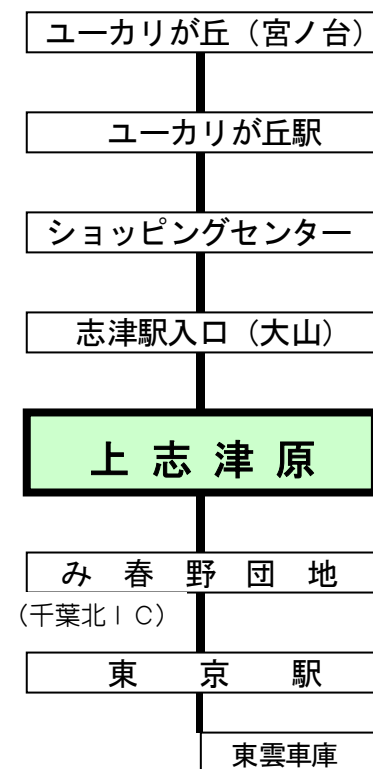 ユーカリが丘（宮ノ台）
ユーカリが丘駅
ショッピングセンター
志津駅入口（大山）
上志津原
み春野団地
（千葉北ＩＣ）
東京駅
東雲車庫